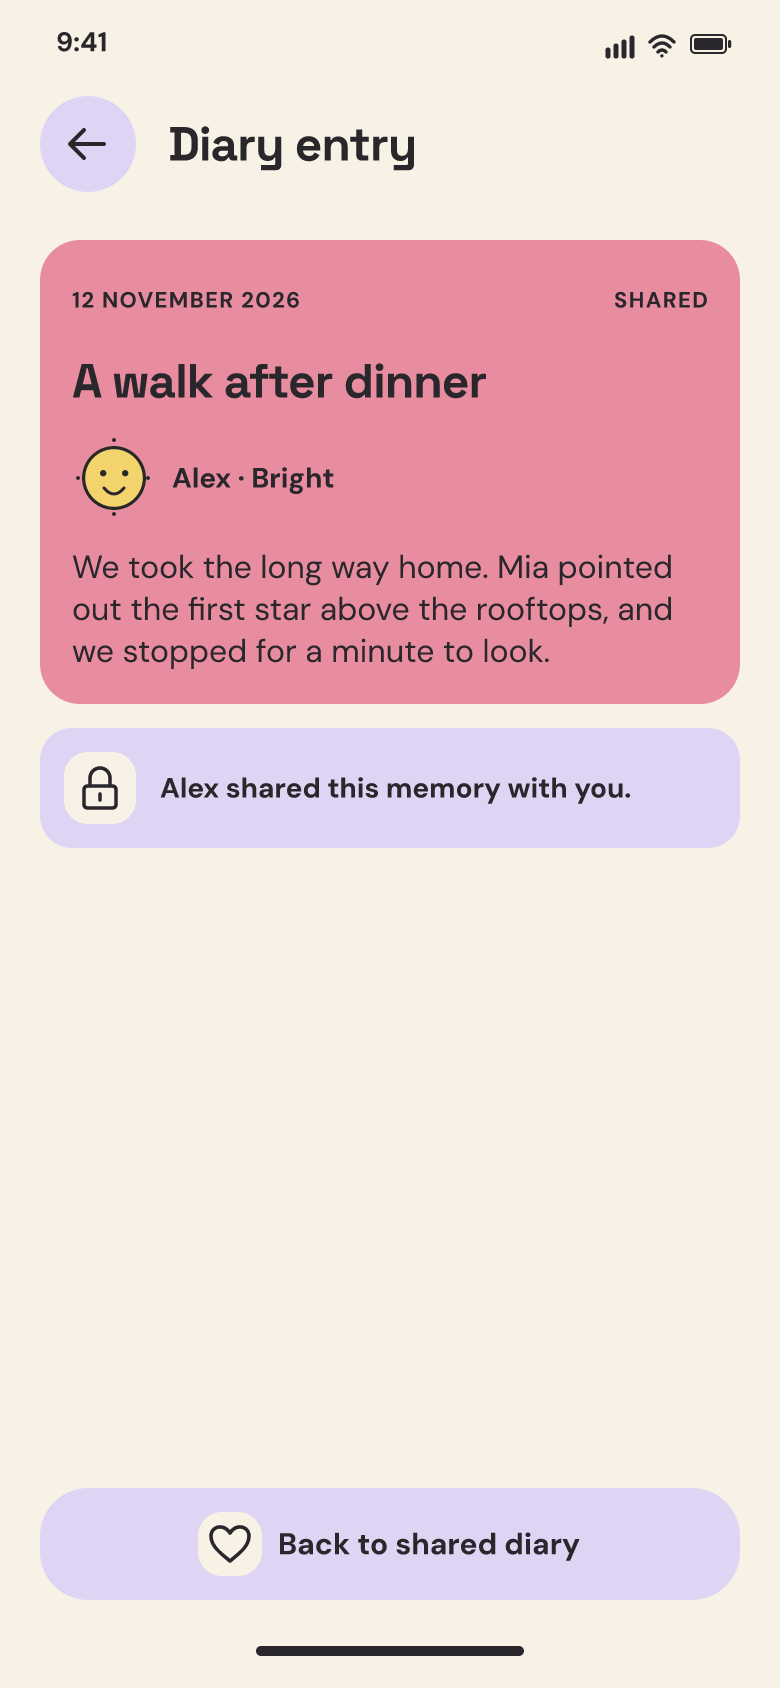 9:41
Diary entry
12 NOVEMBER 2026 SHARED
A walk after dinner
Alex · Bright
We took the long way home. Mia pointed
out the first star above the rooftops, and
we stopped for a minute to look.
Alex shared this memory with you.
Back to shared diary